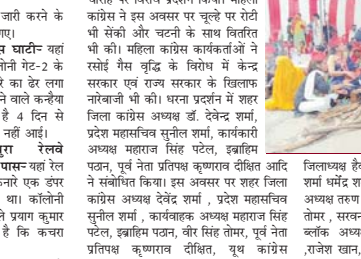 जारी करने के
गए।
स घाटी– यहां
लोनी गेट-2 के
रे का ढेर लगा
ने वाले कन्हैया
है 4 दिन से
नहीं आई।
पुरा रेलवे
पास– यहां रेल
कनारे एक डंपर
था। कॉलोनी
ले प्रयाग कुमार
है कि कचरा
कांग्रेस ने इस अवसर पर चूल्हे पर रोटी
भी सेंकी और चटनी के साथ वितरित
भी की। महिला कांग्रेस कार्यकर्ताओं ने
रसोई गैस वृद्धि के विरोध में केन्द्र
सरकार एवं राज्य सरकार के खिलाफ
नारेबाजी भी की। धरना प्रदर्शन में शहर
जिला कांग्रेस अध्यक्ष डॉ. देवेन्द्र शर्मा,
प्रदेश महासचिव सुनील शर्मा, कार्यकारी
अध्यक्ष महाराज सिंह पटेल, इब्राहिम
पठान, पूर्व नेता प्रतिपक्ष कृष्णराव दीक्षित आदि
ने संबोधित किया। इस अवसर पर शहर जिला
कांग्रेस अध्यक्ष देवेंद्र शर्मा , प्रदेश महासचिव
सुनील शर्मा , कार्यवाहक अध्यक्ष महाराज सिंह
पटेल, इब्राहिम पठान, वीर सिंह तोमर, पूर्व नेता
प्रतिपक्ष कृष्णराव दीक्षित, यूथ कांग्रेस
जिलाध्यक्ष हैव
शर्मा धर्मेंद्र श
अध्यक्ष तरुण
तोमर , सरवन
ब्लॉक अध्य
,राजेश खान,